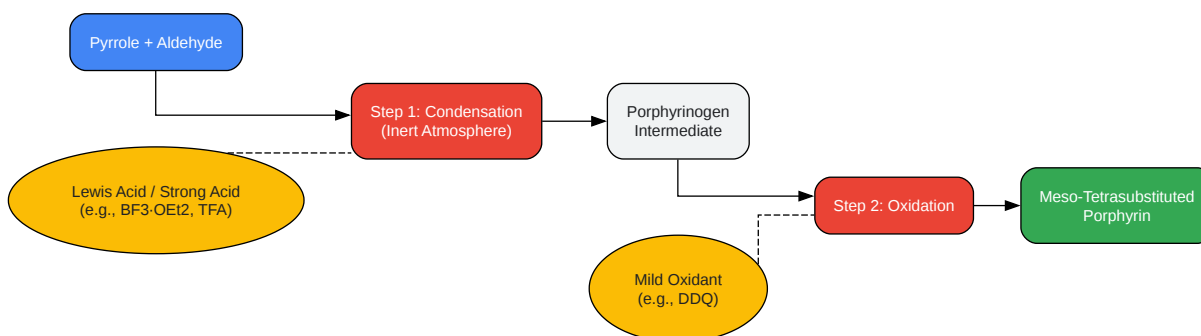 Pyrrole + Aldehyde
Step 1: Condensation
(Inert Atmosphere)
Porphyrinogen
Intermediate
Lewis Acid / Strong Acid
(e.g., BF3·OEt2, TFA)
Step 2: Oxidation
Meso-Tetrasubstituted
Porphyrin
Mild Oxidant
(e.g., DDQ)